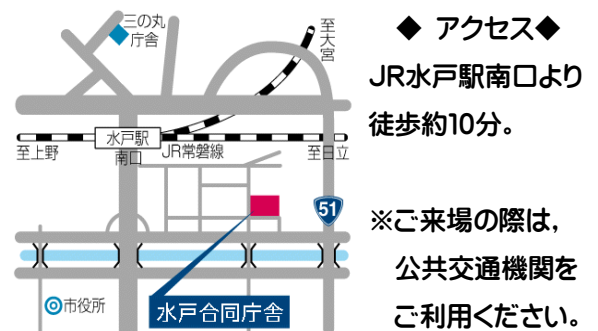 三の丸
庁舎
至大宮
水戸駅
南口
至上野
JR常磐線
至日立
51
市役所
水戸合同庁舎
◆ アクセス◆
JR水戸駅南口より
徒歩約10分。
※ご来場の際は,
公共交通機関を
ご利用ください。